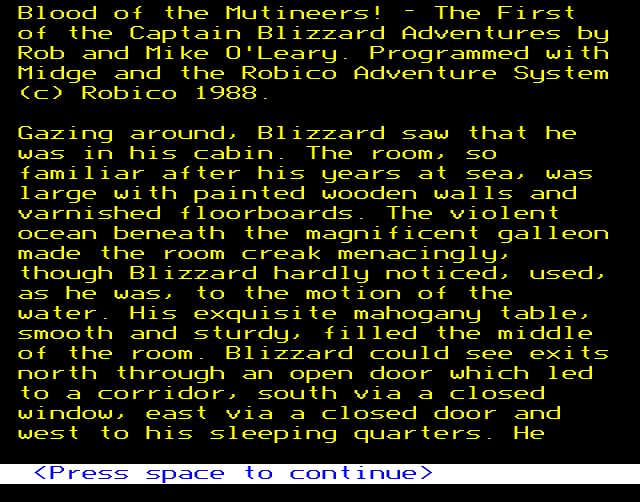 Blood of the Mutineers! - The First
of the Captain Blizzard Adventures by
Rob and Mike O'Leary. Programmed with
Midge and the Robico Adventure System
(c) Robico 1988.

Gazing around, Blizzard saw that he
was in his cabin. The room, so
familiar after his years at sea, was
large with painted wooden walls and
varnished floorboards. The violent
ocean beneath the magnificent galleon
made the room creak menacingly,
though Blizzard hardly noticed, used,
as he was, to the motion of the
water. His exquisite mahogany table,
smooth and sturdy, filled the middle
of the room. Blizzard could see exits
north through an open door which led
to a corridor, south via a closed
window, east via a closed door and
west to his sleeping quarters. He
<Press space to continue>